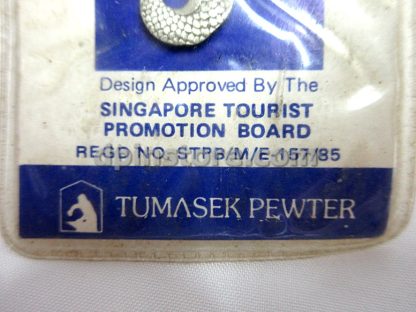 Design Approved By The
SINGAPORE TOURIST
PROMOTION BOARD
REGD NO. STPB/M/E 157/85
TUMASEK PEWTER